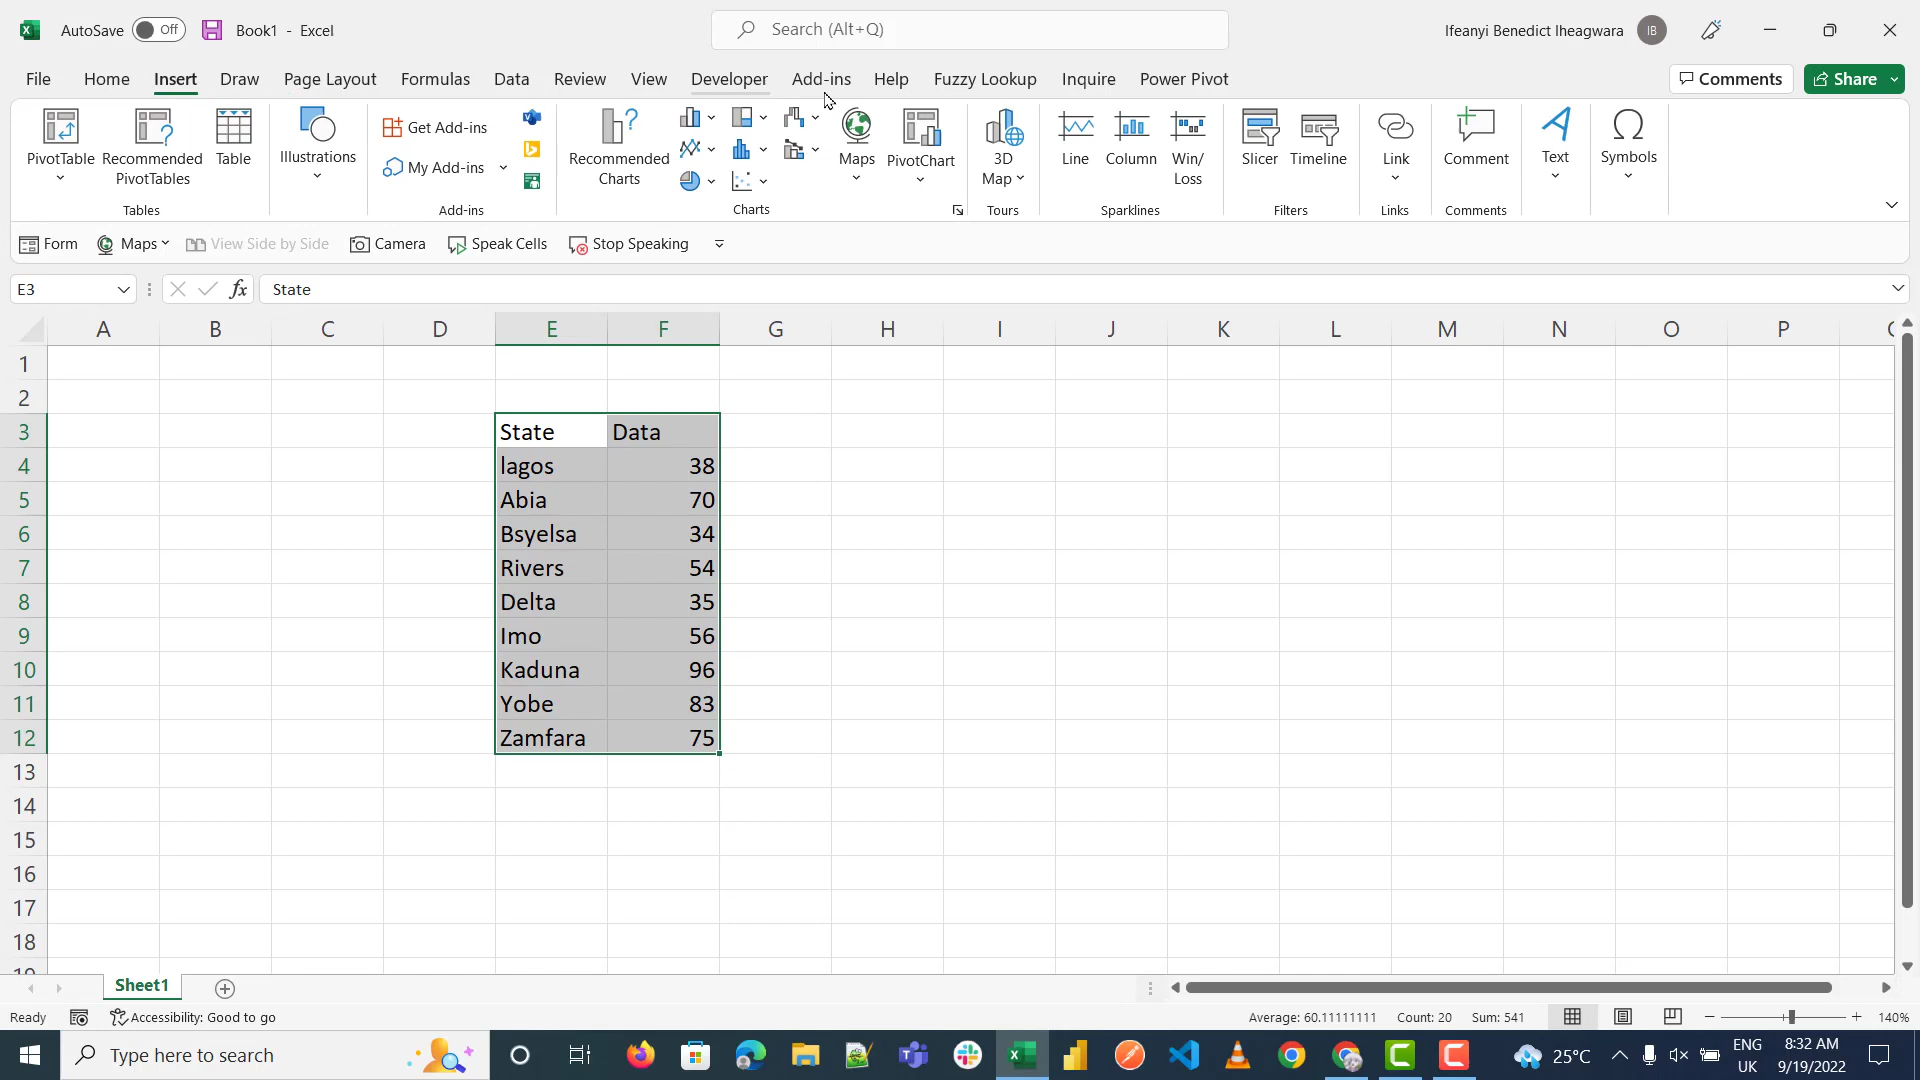 AutoSave Off Book1 - Excel Search (Alt+Q) Ifeanyi Benedict Iheagwara IB
File Home Insert Draw Page Layout Formulas Data Review View Developer Add-ins Help Fuzzy Lookup Inquire Power Pivot Comments Share
PivotTable
Recommended
PivotTables
Table
Tables
Illustrations
Get Add-ins
My Add-ins
Add-ins
Recommended
Charts
Maps
PivotChart
Charts
3D
Map
Tours
Line
Column
Win/
Loss
Sparklines
Slicer
Timeline
Filters
Link
Links
Comment
Comments
Text
Symbols
Form Maps View Side by Side Camera Speak Cells Stop Speaking
E3 fx State
A B C D E F G H I J K L M N O P
1
2
3 State Data
4 lagos 38
5 Abia 70
6 Bsyelsa 34
7 Rivers 54
8 Delta 35
9 Imo 56
10 Kaduna 96
11 Yobe 83
12 Zamfara 75
13
14
15
16
17
18
Sheet1
Ready Accessibility: Good to go Average: 60.11111111 Count: 20 Sum: 541 140%
Type here to search 25°C ENG UK 8:32 AM 9/19/2022